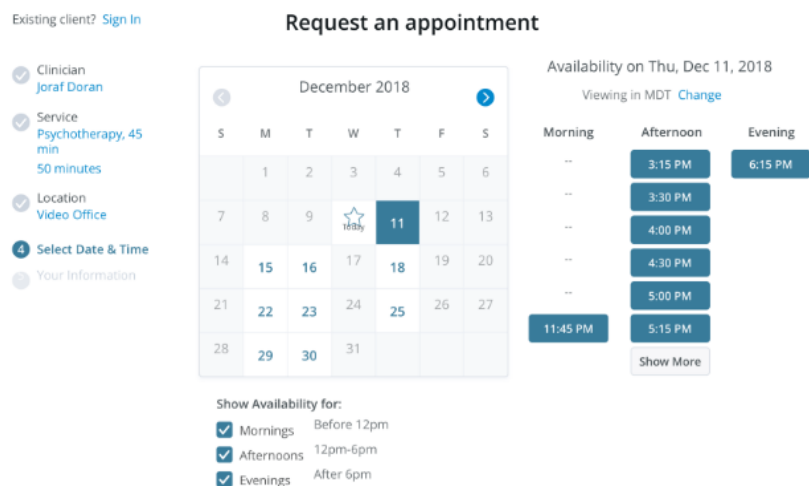 Existing client? Sign In
Request an appointment
Clinician
Joraf Doran
Service
Psychotherapy, 45
min
50 minutes
Location
Video Office
4 Select Date & Time
Your Information
December 2018
S M T W T F S
1 2 3 4 5 6
7 8 9 Today 11 12 13
14 15 16 17 18 19 20
21 22 23 24 25 26 27
28 29 30 31
Show Availability for:
Mornings Before 12pm
Afternoons 12pm-6pm
Evenings After 6pm
Availability on Thu, Dec 11, 2018
Viewing in MDT Change
Morning Afternoon Evening
-- 3:15 PM 6:15 PM
-- 3:30 PM
-- 4:00 PM
-- 4:30 PM
-- 5:00 PM
11:45 PM 5:15 PM
Show More